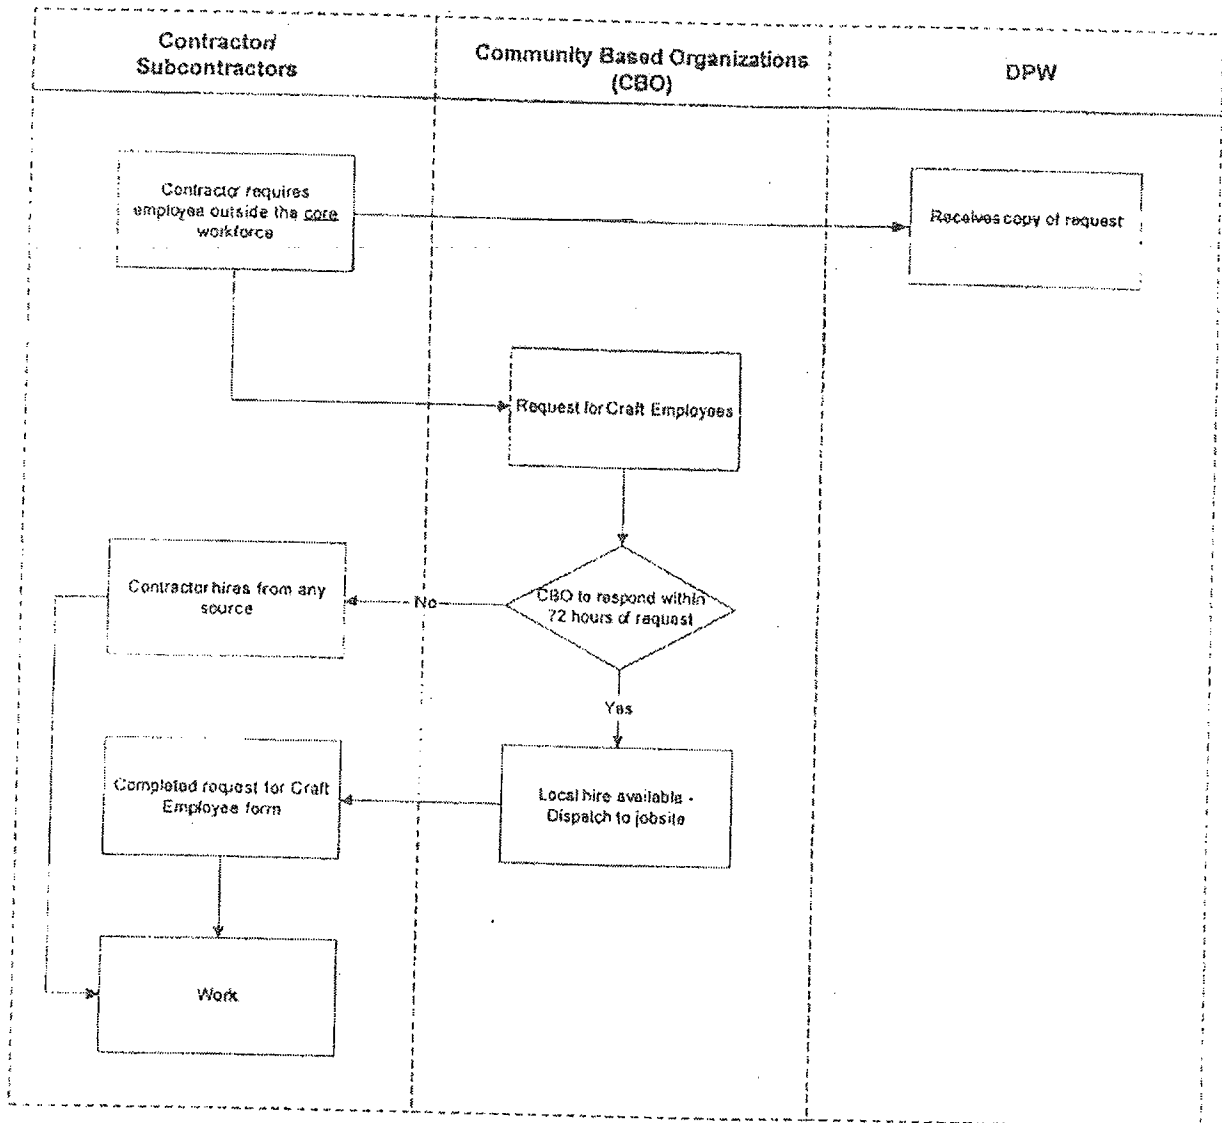 Contractor/
Subcontractors
Community Based Organizations
(CBO)
DPW
Contractor requires
employee outside the core
workforce
Receives copy of request
Request for Craft Employees
Contractor hires from any
source
No
CBO to respond within
72 hours of request
Yes
Completed request for Craft
Employee form
Local hire available -
Dispatch to jobsite
Work